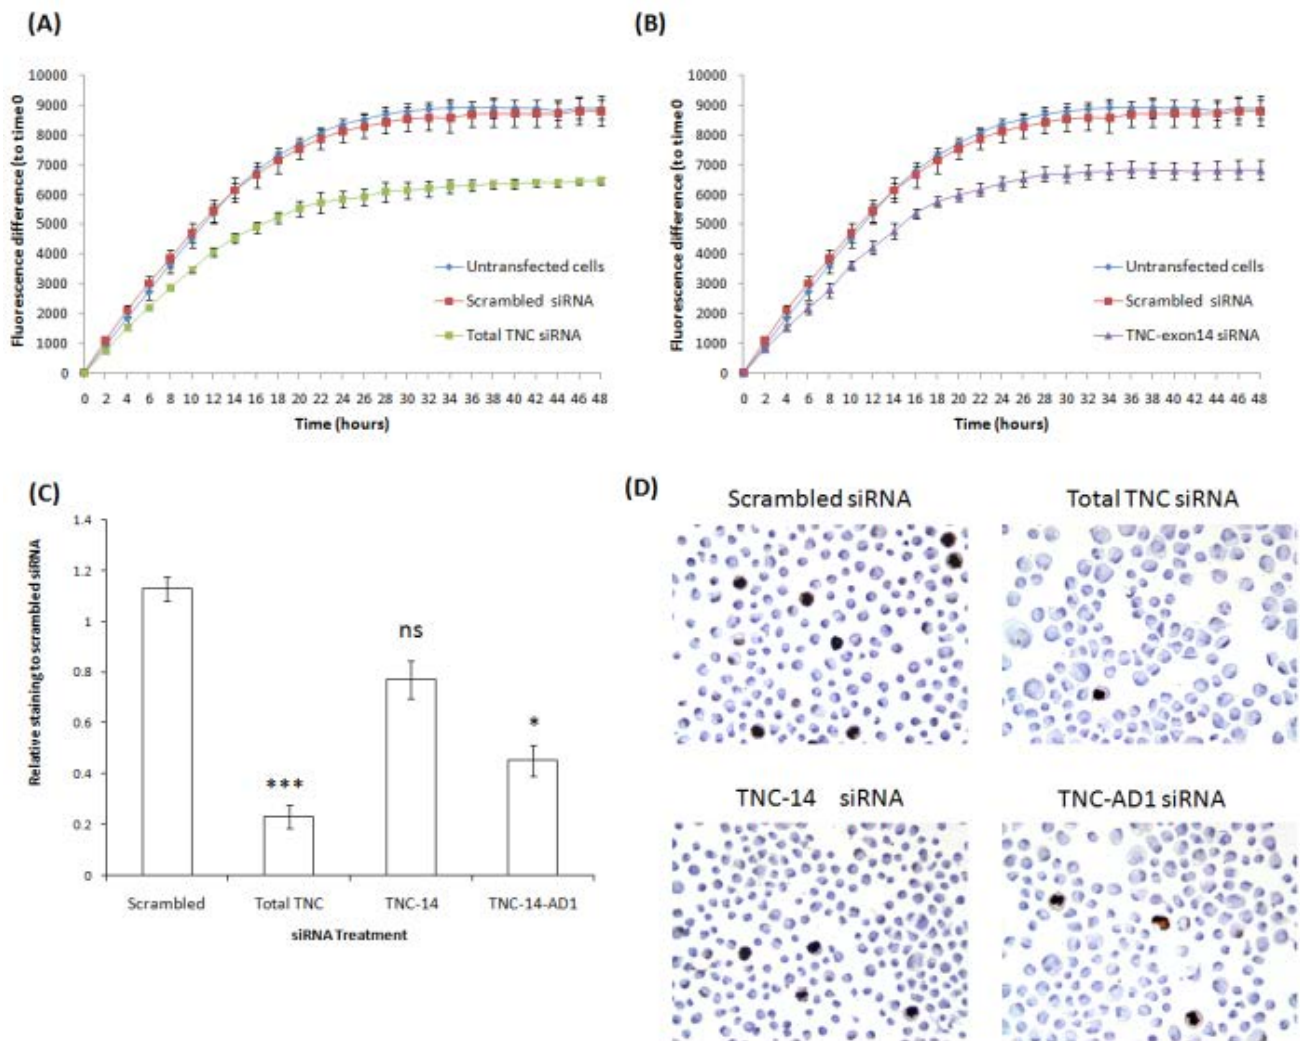 (A)
Fluorescence difference (to time 0)
10000
9000
8000
7000
6000
5000
4000
3000
2000
1000
0
Untransfected cells
Scrambled siRNA
Total TNC siRNA
0 2 4 6 8 10 12 14 16 18 20 22 24 26 28 30 32 34 36 38 40 42 44 46 48
Time (hours)
(B)
Fluorescence difference (to time 0
10000
9000
8000
7000
6000
5000
4000
3000
2000
1000
0
Untransfected cells
Scrambled siRNA
TNC-exon14 siRNA
0 2 4 6 8 10 12 14 16 18 20 22 24 26 28 30 32 34 36 38 40 42 44 46 48
Time (hours)
(C)
Relative staining to scrambled siRNA
1.4
1.2
1
0.8
0.6
0.4
0.2
0
***
ns
*
Scrambled Total TNC TNC-14 TNC-14-AD1
siRNA Treatment
(D)
Scrambled siRNA
Total TNC siRNA
TNC-14 siRNA
TNC-AD1 siRNA